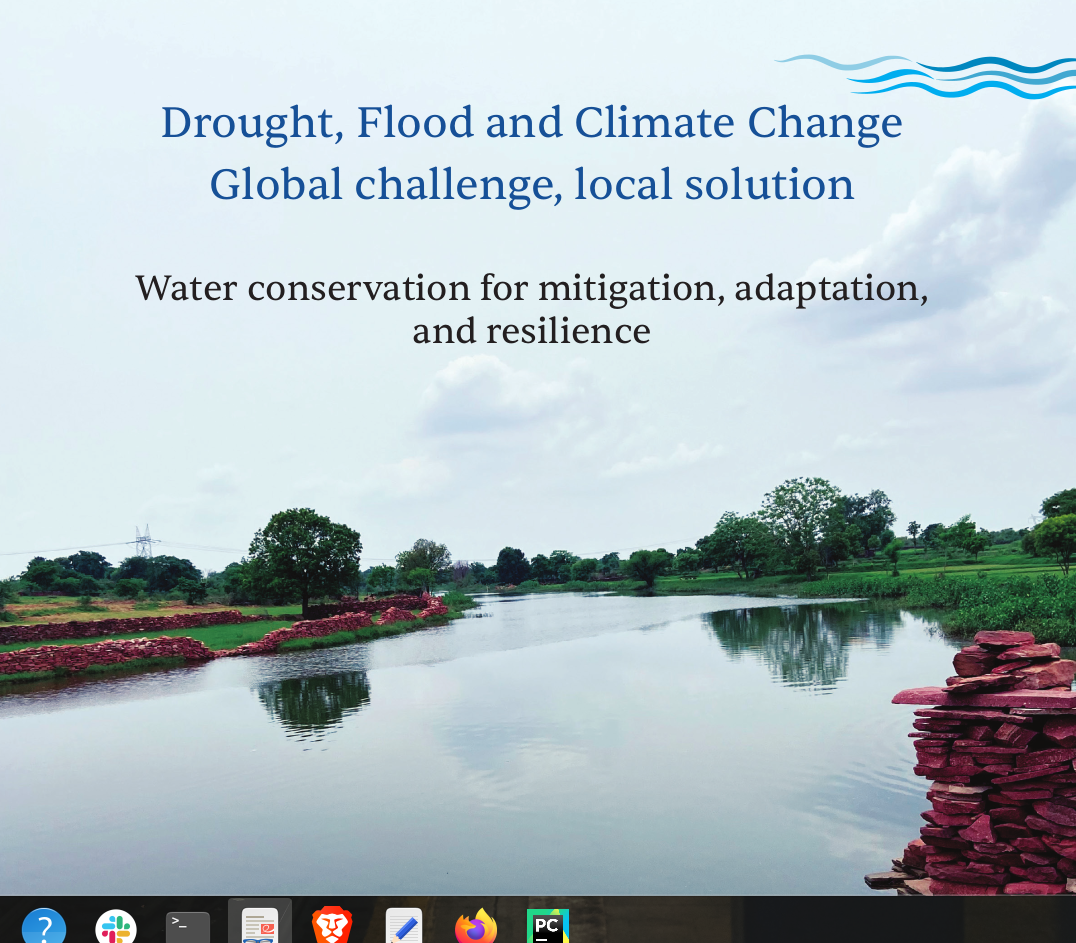 Drought, Flood and Climate Change
Global challenge, local solution
Water conservation for mitigation, adaptation,
and resilience
?
>_
PC